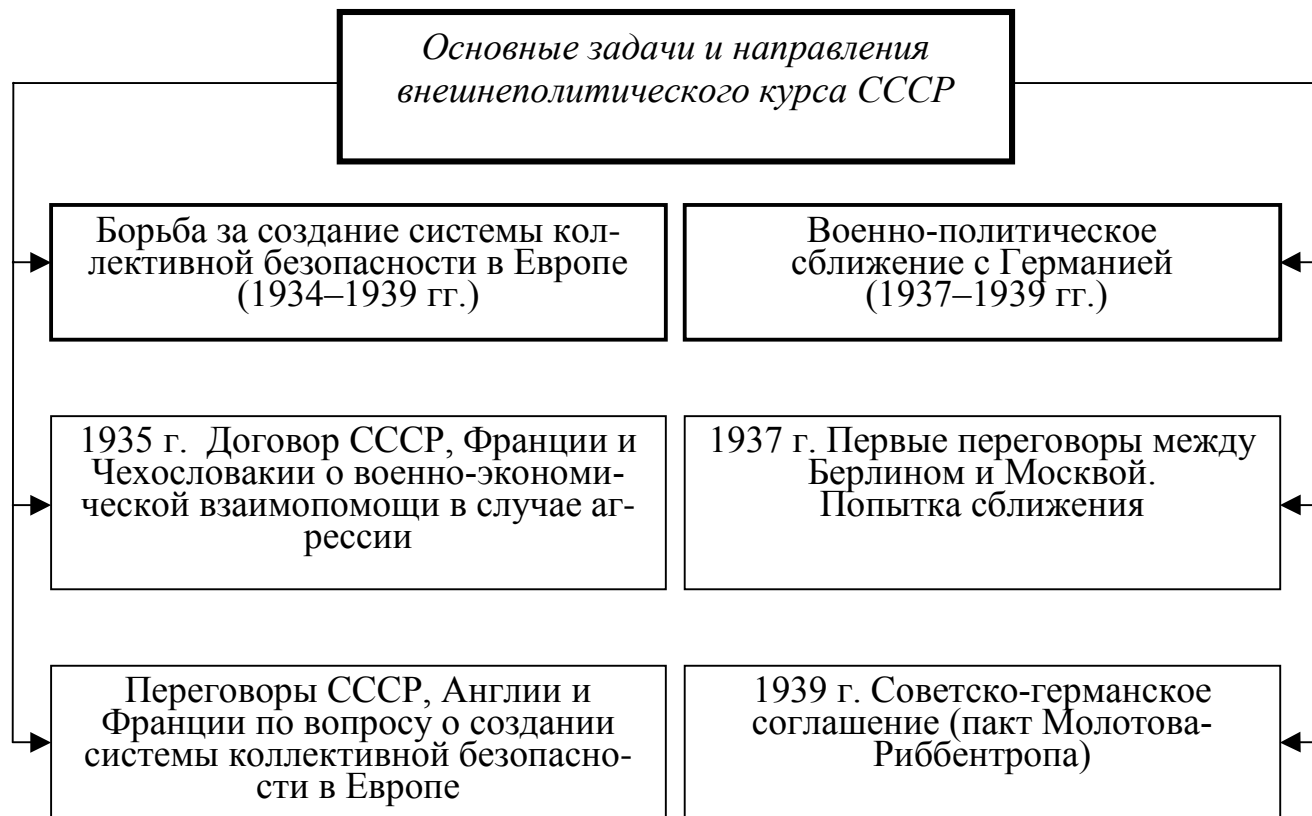 Основные задачи и направления
внешнеполитического курса СССР
Борьба за создание системы кол-
лективной безопасности в Европе
(1934–1939 гг.)
Военно-политическое
сближение с Германией
(1937–1939 гг.)
1935 г.  Договор СССР, Франции и
Чехословакии о военно-экономи-
ческой взаимопомощи в случае аг-
рессии
1937 г. Первые переговоры между
Берлином и Москвой.
Попытка сближения
Переговоры СССР, Англии и
Франции по вопросу о создании
системы коллективной безопасно-
сти в Европе
1939 г. Советско-германское
соглашение (пакт Молотова-
Риббентропа)